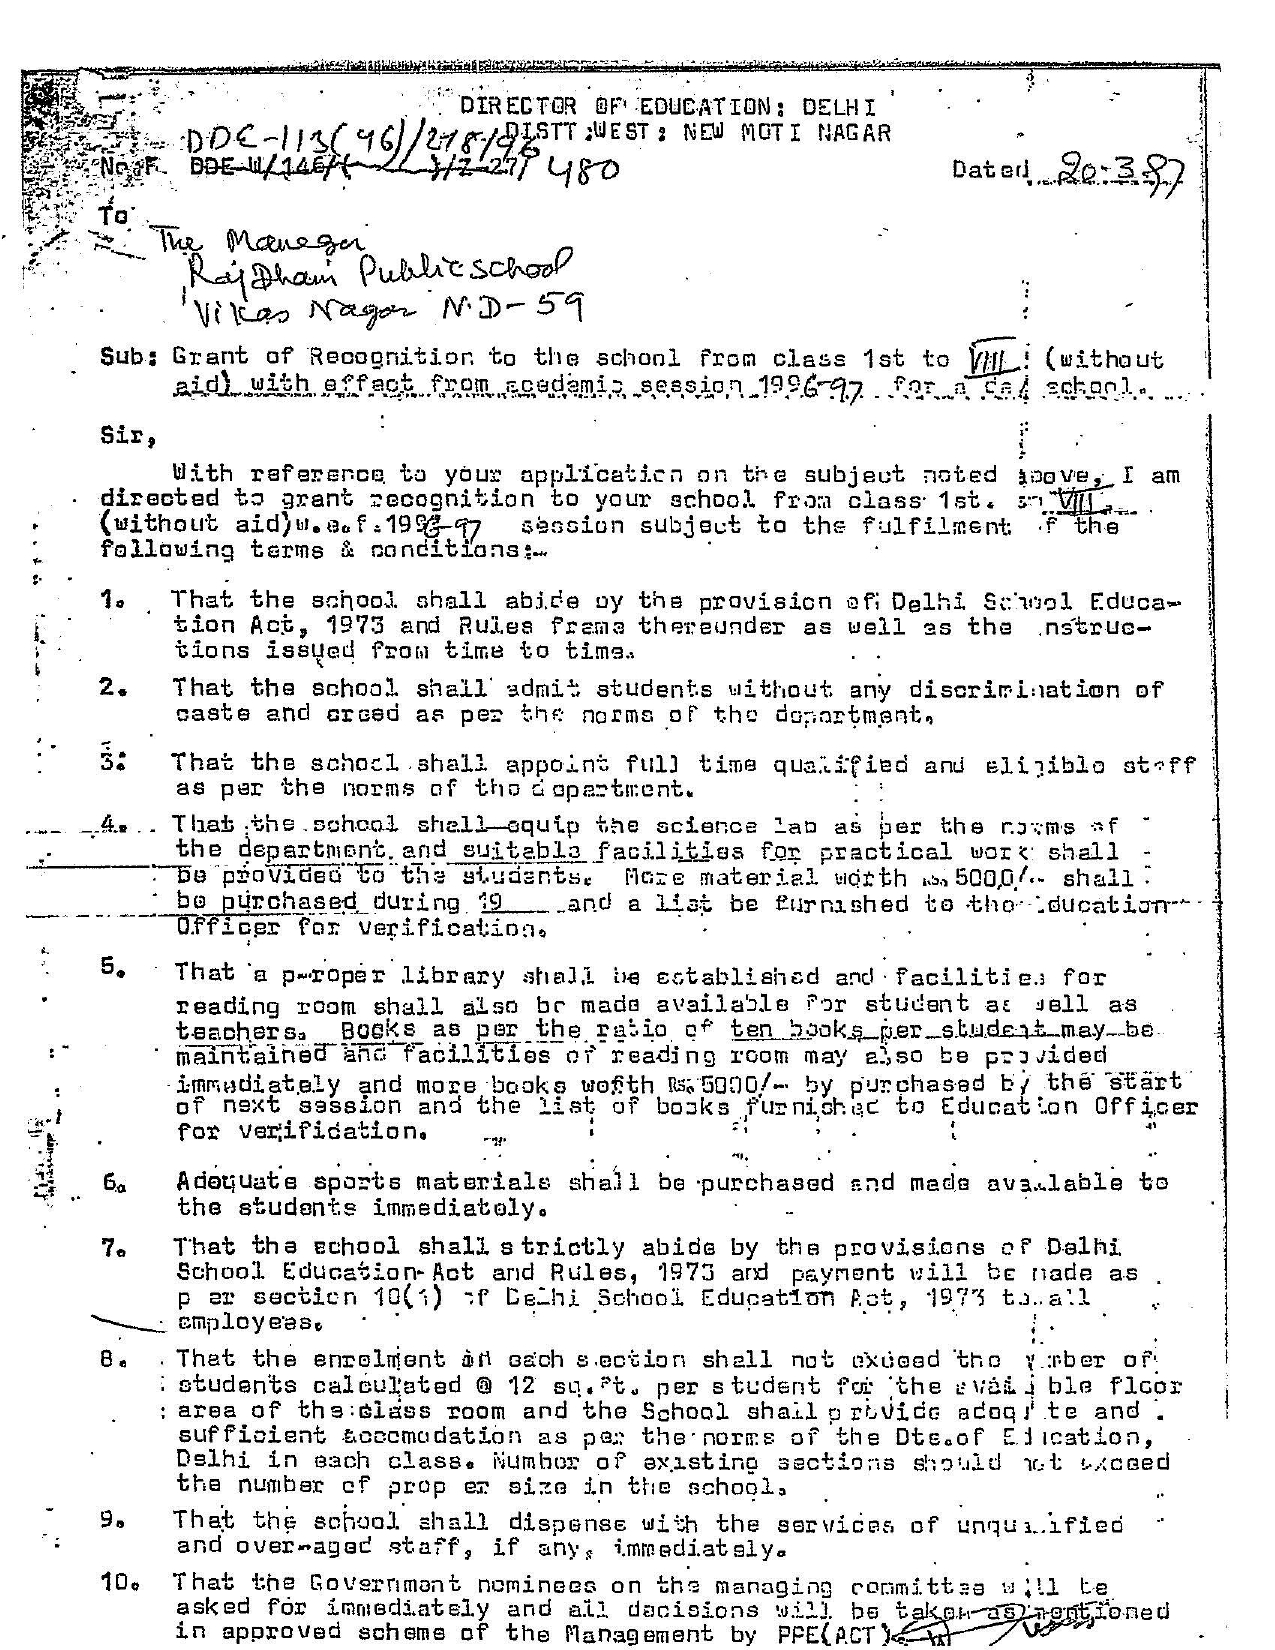 DIRECTOR OF EDUCATION: DELHI
DISTT:WEST: NEW MOTI NAGAR
DDE-113(46)/218/96
No.F. 480
Dated 20.3.97
To
The Maneger
RajDhani Public school
Vikas Nagar N.D-59
Sub: Grant of Recognition to the school from class 1st to VIII (without
aid) with effect from acedamic session 1996-97 for a school.
Sir,
With reference to your application on the subject noted above, I am
directed to grant recognition to your school from class 1st. VIII
(without aid)w.e.f.1996-97 session subject to the fulfilment of the
following terms & conditions:-
1. That the school shall abide by the provision of Delhi School Educa-
tion Act, 1973 and Rules frame thereunder as well as the instruc-
tions issyed from time to time.
2. That the school shall admit students without any discrimination of
caste and creed as per the norms of the department.
3. That the school shall appoint full time qualified and eligible staff
as per the norms of the department.
4. That the school shall equip the science lab as per the norms of
the department and suitable facilities for practical work shall
be provided to the students. More material worth Rs. 5000/- shall
be purchased during 19 and a list be furnished to the Education
Officer for verification.
5. That a p-roper library shall be established and facilities for
reading room shall also be made available for student as well as
teachers. Books as per the ratio of ten books per student may be
maintained and facilities of reading room may also be provided
immediately and more books wofth Rs. 5000/- by purchased by the start
of next session and the list of books furnished to Education Officer
for verification.
6. Adequate sports materials shall be purchased and made available to
the students immediately.
7. That the school shall strictly abide by the provisions of Delhi
School Education Act and Rules, 1973 and payment will be made as
p er section 10(1) of Delhi School Education Act, 1973 to all
employees.
8. That the enrolment each section shall not exceed the number of
students calculated @ 12 sq.ft. per student for the available floor
area of the class room and the School shall provide adequate and
sufficient accomodation as per the norms of the Dte.of Education,
Delhi in each class. Number of existing sections should not exceed
the number of prop er size in the school.
9. That the school shall dispense with the services of unqualified
and over-aged staff, if any, immediately.
10. That the Government nominees on the managing committee will be
asked for immediately and all decisions will be taken as mentioned
in approved scheme of the Management by PPE(ACT)